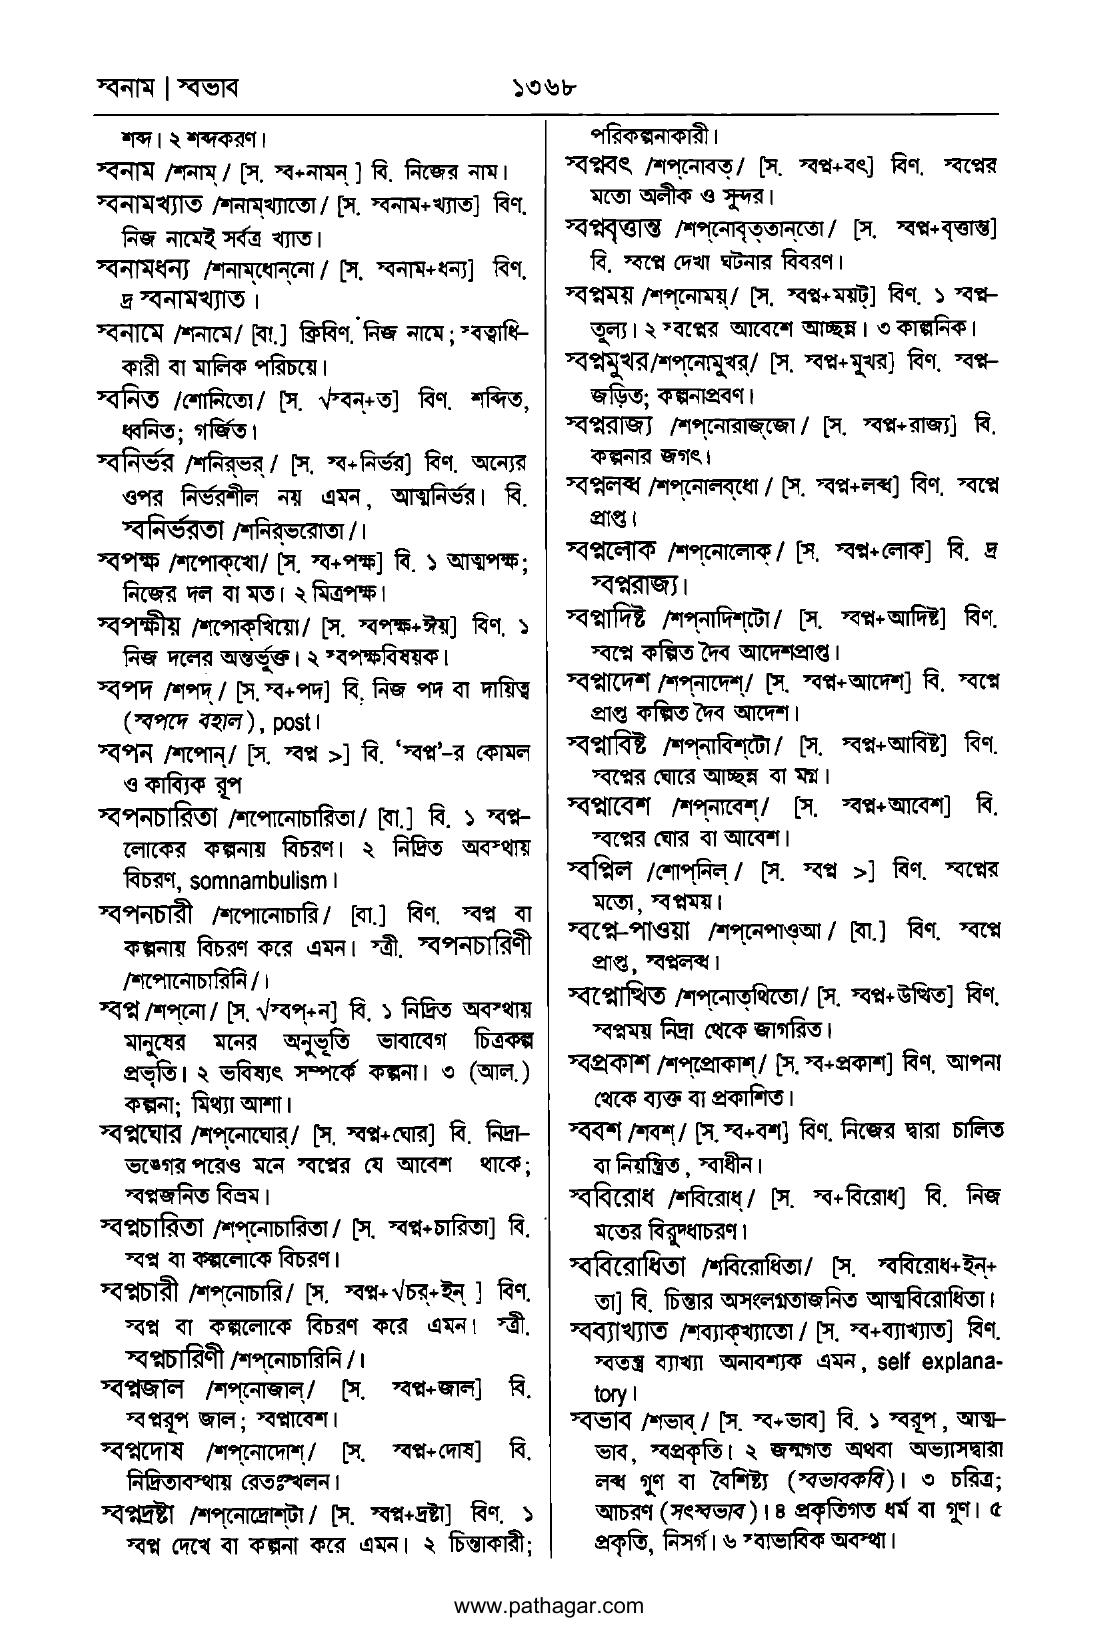 স্বনাম | স্বভাব
১৩৬৮
শব্দ। ২ শব্দকরণ।
স্বনাম /শনাম্/ [স. স্ব+নামন্ ] বি. নিজের নাম।
স্বনামখ্যাত /শনাম্‌খ্যাতো/ [স. স্বনাম+খ্যাত] বিণ.
নিজ নামেই সর্বত্র খ্যাত।
স্বনামধন্য /শনাম্‌ধোন্‌নো/ [স. স্বনাম+ধন্য] বিণ.
দ্র স্বনামখ্যাত।
স্বনামে /শনামে/ [বা.] ক্রিবিণ. নিজ নামে; স্বত্বাধি-
কারী বা মালিক পরিচয়ে।
স্বনিত /শোনিতো/ [স. √স্বন্+ত] বিণ. শব্দিত,
ধ্বনিত; গর্জিত।
স্বনির্ভর /শনির্‌ভর্/ [স. স্ব+নির্ভর] বিণ. অন্যের
ওপর নির্ভরশীল নয় এমন, আত্মনির্ভর। বি.
স্বনির্ভরতা /শনির্‌ভরোতা/।
স্বপক্ষ /শপোক্‌খো/ [স. স্ব+পক্ষ] বি. ১ আত্মপক্ষ;
নিজের দল বা মত। ২ মিত্রপক্ষ।
স্বপক্ষীয় /শপোক্‌খিয়ো/ [স. স্বপক্ষ+ঈয়] বিণ. ১
নিজ দলের অন্তর্ভুক্ত। ২ স্বপক্ষবিষয়ক।
স্বপদ /শপদ্/ [স. স্ব+পদ] বি. নিজ পদ বা দায়িত্ব
(স্বপদে বহাল), post।
স্বপন /শপোন্/ [স. স্বপ্ন >] বি. ‘স্বপ্ন’-র কোমল
ও কাব্যিক রূপ
স্বপনচারিতা /শপোনোচারিতা/ [বা.] বি. ১ স্বপ্ন-
লোকের কল্পনায় বিচরণ। ২ নিদ্রিত অবস্থায়
বিচরণ, somnambulism।
স্বপনচারী /শপোনোচারি/ [বা.] বিণ. স্বপ্ন বা
কল্পনায় বিচরণ করে এমন। স্ত্রী. স্বপনচারিণী
/শপোনোচারিনি/।
স্বপ্ন /শপ্‌নো/ [স. √স্বপ্+ন] বি. ১ নিদ্রিত অবস্থায়
মানুষের মনের অনুভূতি ভাবাবেগ চিত্রকল্প
প্রভৃতি। ২ ভবিষ্যৎ সম্পর্কে কল্পনা। ৩ (আল.)
কল্পনা; মিথ্যা আশা।
স্বপ্নঘোর /শপ্‌নোঘোর্/ [স. স্বপ্ন+ঘোর] বি. নিদ্রা-
ভঙ্গের পরেও মনে স্বপ্নের যে আবেশ থাকে;
স্বপ্নজনিত বিভ্রম।
স্বপ্নচারিতা /শপ্‌নোচারিতা/ [স. স্বপ্ন+চারিতা] বি.
স্বপ্ন বা কল্পলোকে বিচরণ।
স্বপ্নচারী /শপ্‌নোচারি/ [স. স্বপ্ন+√চর্+ইন্ ] বিণ.
স্বপ্ন বা কল্পলোকে বিচরণ করে এমন। স্ত্রী.
স্বপ্নচারিণী /শপ্‌নোচারিনি/।
স্বপ্নজাল /শপ্‌নোজাল্/ [স. স্বপ্ন+জাল] বি.
স্বপ্নরূপ জাল; স্বপ্নাবেশ।
স্বপ্নদোষ /শপ্‌নোদোশ্/ [স. স্বপ্ন+দোষ] বি.
নিদ্রিতাবস্থায় রেতঃস্খলন।
স্বপ্নদ্রষ্টা /শপ্‌নোদ্রোশ্‌টা/ [স. স্বপ্ন+দ্রষ্টা] বিণ. ১
স্বপ্ন দেখে বা কল্পনা করে এমন। ২ চিন্তাকারী;
পরিকল্পনাকারী।
স্বপ্নবৎ /শপ্‌নোবত্/ [স. স্বপ্ন+বৎ] বিণ. স্বপ্নের
মতো অলীক ও সুন্দর।
স্বপ্নবৃত্তান্ত /শপ্‌নোবৃত্‌তান্‌তো/ [স. স্বপ্ন+বৃত্তান্ত]
বি. স্বপ্নে দেখা ঘটনার বিবরণ।
স্বপ্নময় /শপ্‌নোময়্/ [স. স্বপ্ন+ময়ট্] বিণ. ১ স্বপ্ন-
তুল্য। ২ স্বপ্নের আবেশে আচ্ছন্ন। ৩ কাল্পনিক।
স্বপ্নমুখর/শপ্‌নোমুখর্/ [স. স্বপ্ন+মুখর] বিণ. স্বপ্ন-
জড়িত; কল্পনাপ্রবণ।
স্বপ্নরাজ্য /শপ্‌নোরাজ্‌জো/ [স. স্বপ্ন+রাজ্য] বি.
কল্পনার জগৎ।
স্বপ্নলব্ধ /শপ্‌নোলব্‌ধো/ [স. স্বপ্ন+লব্ধ] বিণ. স্বপ্নে
প্রাপ্ত।
স্বপ্নলোক /শপ্‌নোলোক্/ [স. স্বপ্ন+লোক] বি. দ্র
স্বপ্নরাজ্য।
স্বপ্নাদিষ্ট /শপ্‌নাদিশ্‌টো/ [স. স্বপ্ন+আদিষ্ট] বিণ.
স্বপ্নে কল্পিত দৈব আদেশপ্রাপ্ত।
স্বপ্নাদেশ /শপ্‌নাদেশ্/ [স. স্বপ্ন+আদেশ] বি. স্বপ্নে
প্রাপ্ত কল্পিত দৈব আদেশ।
স্বপ্নাবিষ্ট /শপ্‌নাবিশ্‌টো/ [স. স্বপ্ন+আবিষ্ট] বিণ.
স্বপ্নের ঘোরে আচ্ছন্ন বা মগ্ন।
স্বপ্নাবেশ /শপ্‌নাবেশ্/ [স. স্বপ্ন+আবেশ] বি.
স্বপ্নের ঘোর বা আবেশ।
স্বপ্নিল /শোপ্‌নিল্/ [স. স্বপ্ন >] বিণ. স্বপ্নের
মতো, স্বপ্নময়।
স্বপ্নে-পাওয়া /শপ্‌নেপাওআ/ [বা.] বিণ. স্বপ্নে
প্রাপ্ত, স্বপ্নলব্ধ।
স্বপ্নোত্থিত /শপ্‌নোত্‌থিতো/ [স. স্বপ্ন+উত্থিত] বিণ.
স্বপ্নময় নিদ্রা থেকে জাগরিত।
স্বপ্রকাশ /শপ্‌প্রোকাশ্/ [স. স্ব+প্রকাশ] বিণ. আপনা
থেকে ব্যক্ত বা প্রকাশিত।
স্ববশ /শবশ্/ [স. স্ব+বশ] বিণ. নিজের দ্বারা চালিত
বা নিয়ন্ত্রিত, স্বাধীন।
স্ববিরোধ /শবিরোধ্/ [স. স্ব+বিরোধ] বি. নিজ
মতের বিরুদ্ধাচরণ।
স্ববিরোধিতা /শবিরোধিতা/ [স. স্ববিরোধ+ইন্+
তা] বি. চিন্তার অসংলগ্নতাজনিত আত্মবিরোধিতা।
স্বব্যাখ্যাত /শব্যাক্‌খ্যাতো/ [স. স্ব+ব্যাখ্যাত] বিণ.
স্বতন্ত্র ব্যাখ্যা অনাবশ্যক এমন, self explana-
tory।
স্বভাব /শভাব্/ [স. স্ব+ভাব] বি. ১ স্বরূপ, আত্ম-
ভাব, স্বপ্রকৃতি। ২ জন্মগত অথবা অভ্যাসদ্বারা
লব্ধ গুণ বা বৈশিষ্ট্য (স্বভাবকবি)। ৩ চরিত্র;
আচরণ (সৎস্বভাব)। ৪ প্রকৃতিগত ধর্ম বা গুণ। ৫
প্রকৃতি, নিসর্গ। ৬ স্বাভাবিক অবস্থা।
www.pathagar.com